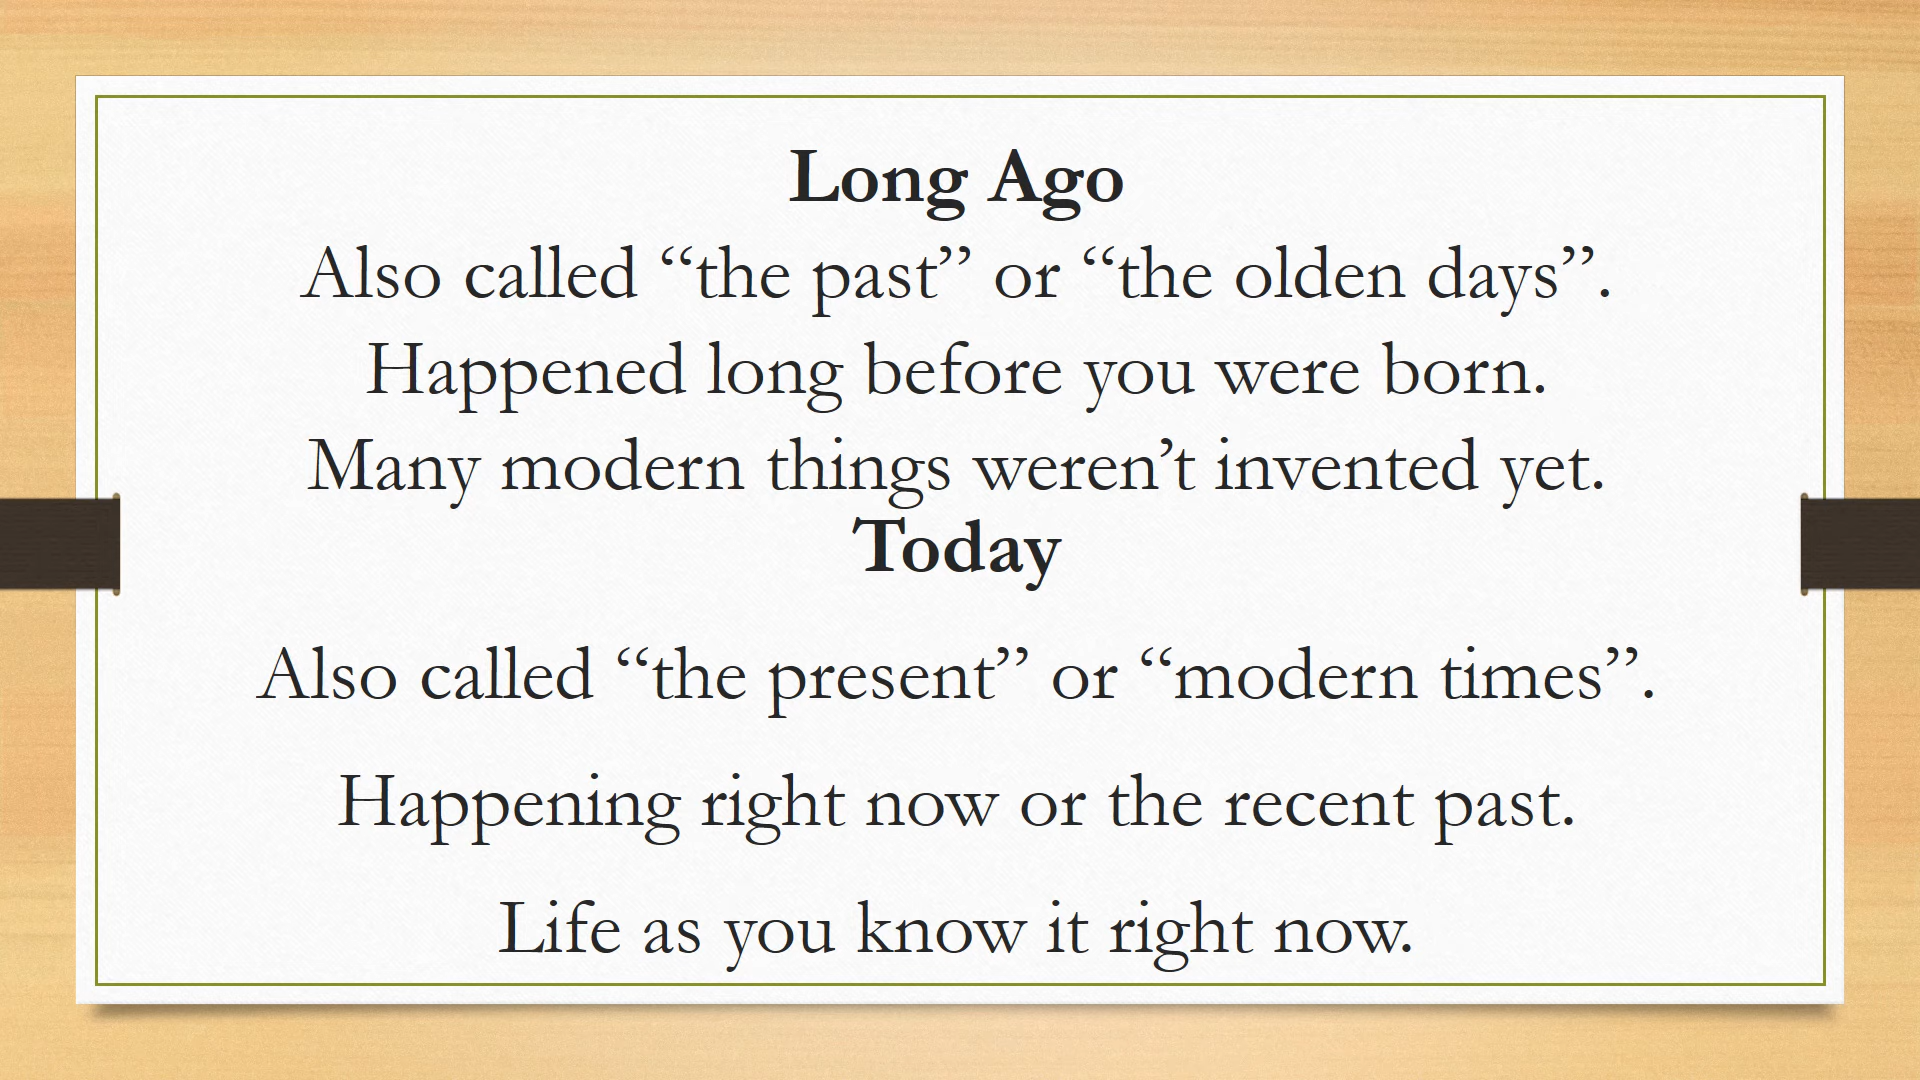 Long Ago
Also called “the past” or “the olden days”.
Happened long before you were born.
Many modern things weren’t invented yet.
Today
Also called “the present” or “modern times”.
Happening right now or the recent past.
Life as you know it right now.